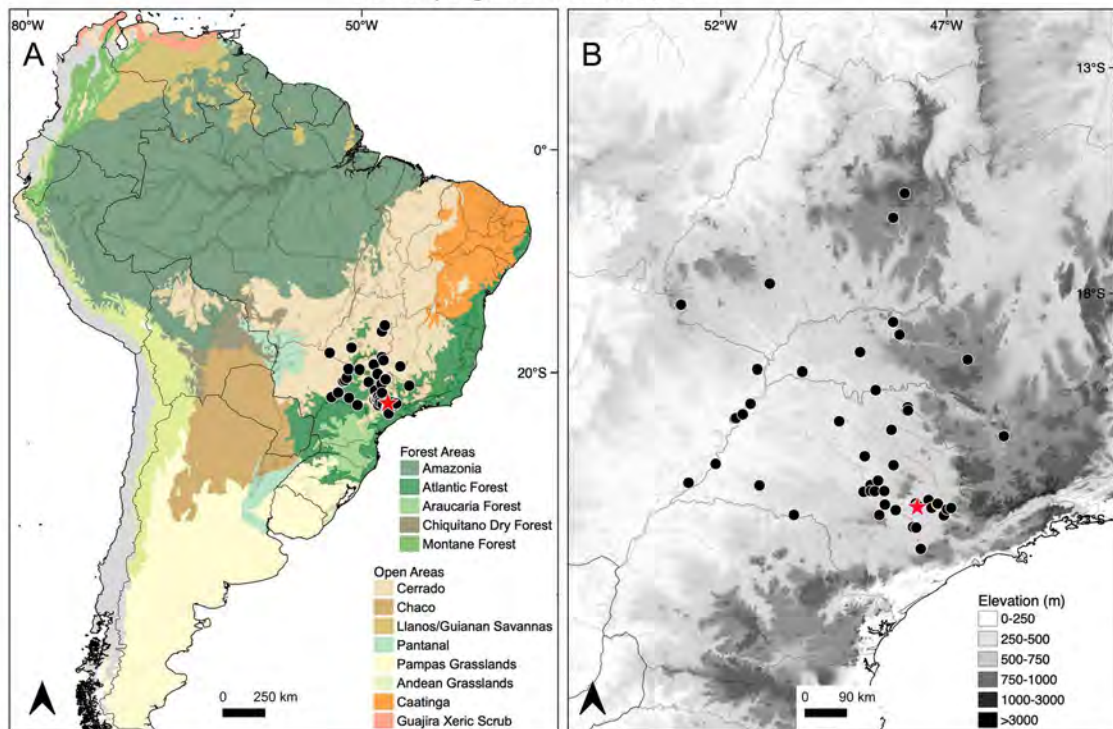 80°W
50°W
A
0°
20°S
Forest Areas
Amazonia
Atlantic Forest
Araucaria Forest
Chiquitano Dry Forest
Montane Forest
Open Areas
Cerrado
Chaco
Llanos/Guianan Savannas
Pantanal
Pampas Grasslands
Andean Grasslands
Caatinga
Guajira Xeric Scrub
0 250 km
B
52°W
47°W
13°S
18°S
23°S
Elevation (m)
0-250
250-500
500-750
750-1000
1000-3000
>3000
0 90 km